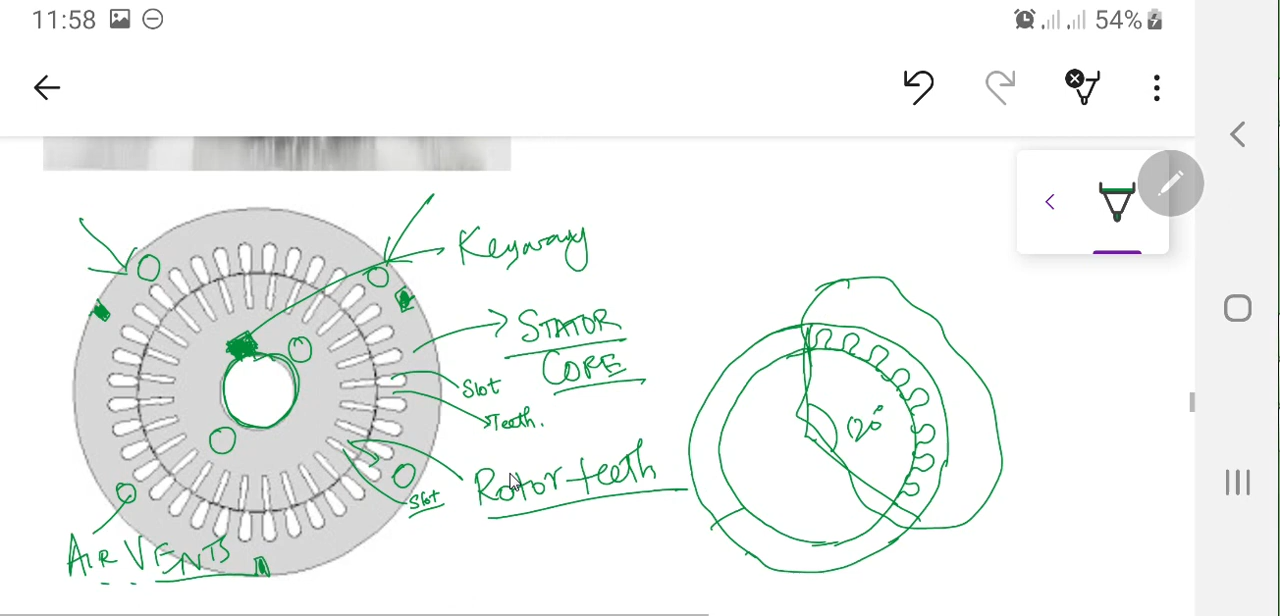 11:58
54%
Keyway
STATOR
CORE
Slot
Teeth.
120°
Rotor teeth
Slot
AIR VENTS